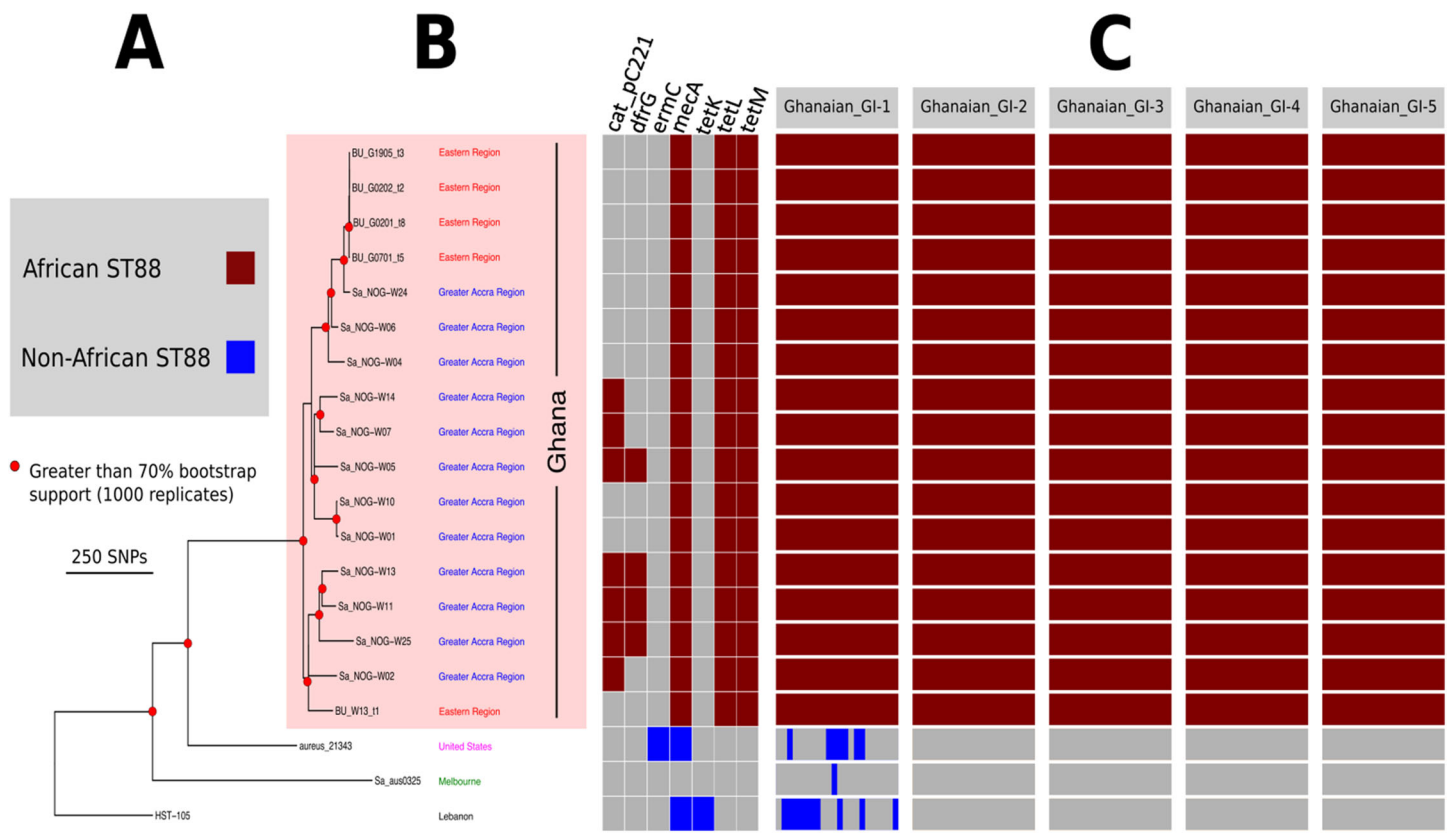 A
B
C
cat_pC221
dfrG
ermC
mecA
tetK
tetL
tetM
Ghanaian_GI-1
Ghanaian_GI-2
Ghanaian_GI-3
Ghanaian_GI-4
Ghanaian_GI-5
African ST88
Non-African ST88
Greater than 70% bootstrap
support (1000 replicates)
250 SNPs
BU_G1905_t3 Eastern Region
BU_G0202_t2 Eastern Region
BU_G0201_t8 Eastern Region
BU_G0701_t5 Eastern Region
Sa_NOG-W24 Greater Accra Region
Sa_NOG-W06 Greater Accra Region
Sa_NOG-W04 Greater Accra Region
Sa_NOG-W14 Greater Accra Region
Sa_NOG-W07 Greater Accra Region
Sa_NOG-W05 Greater Accra Region
Sa_NOG-W10 Greater Accra Region
Sa_NOG-W01 Greater Accra Region
Sa_NOG-W13 Greater Accra Region
Sa_NOG-W11 Greater Accra Region
Sa_NOG-W25 Greater Accra Region
Sa_NOG-W02 Greater Accra Region
BU_W13_t1 Eastern Region
Ghana
aureus_21343 United States
Sa_aus0325 Melbourne
HST-105 Lebanon